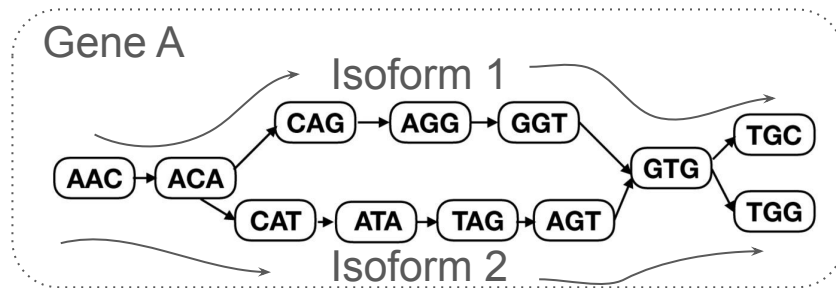 Gene A
Isoform 1
CAG AGG GGT
TGC
AAC ACA
GTG
CAT ATA TAG AGT
TGG
Isoform 2